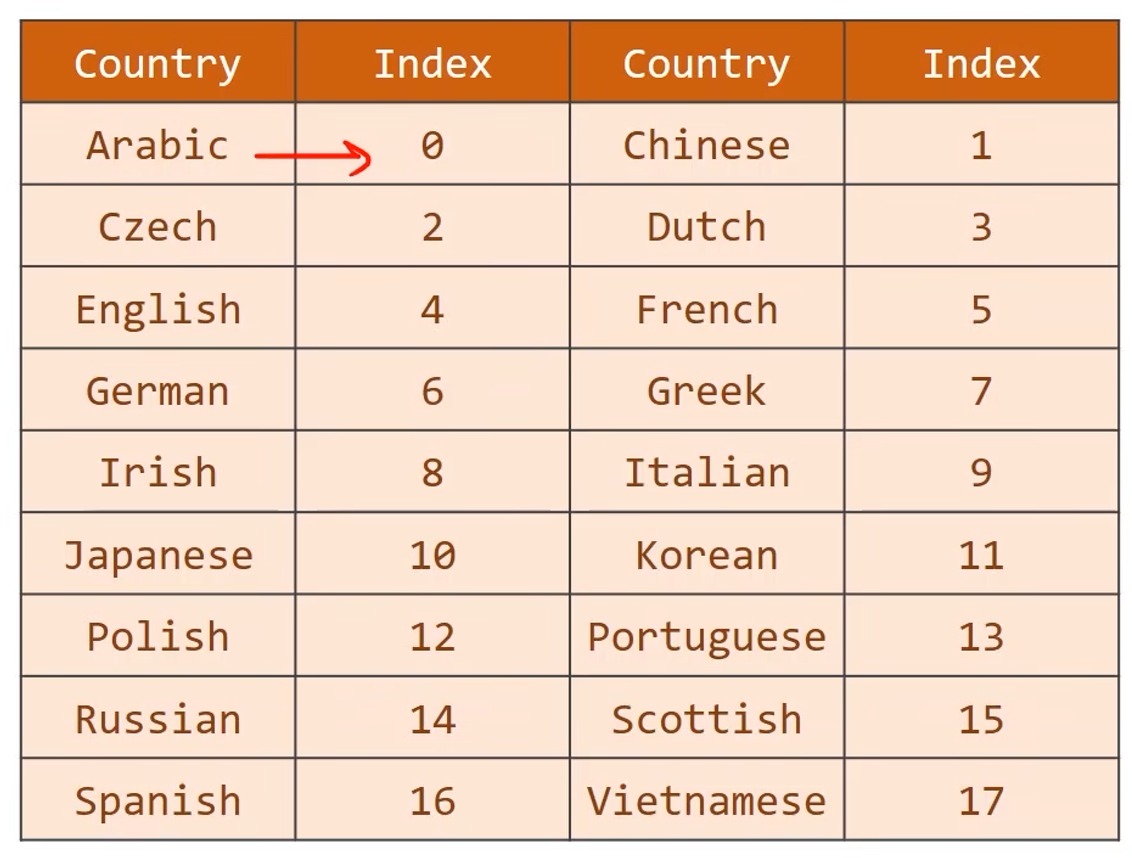 Country Index Country Index
Arabic 0 Chinese 1
Czech 2 Dutch 3
English 4 French 5
German 6 Greek 7
Irish 8 Italian 9
Japanese 10 Korean 11
Polish 12 Portuguese 13
Russian 14 Scottish 15
Spanish 16 Vietnamese 17